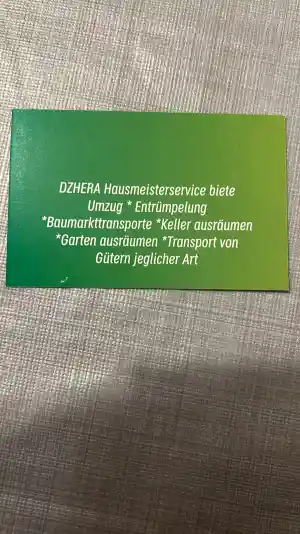 DZHERA Hausmeisterservice biete
Umzug * Entrümpelung
*Baumarkttransporte *Keller ausräumen
*Garten ausräumen *Transport von
Gütern jeglicher Art